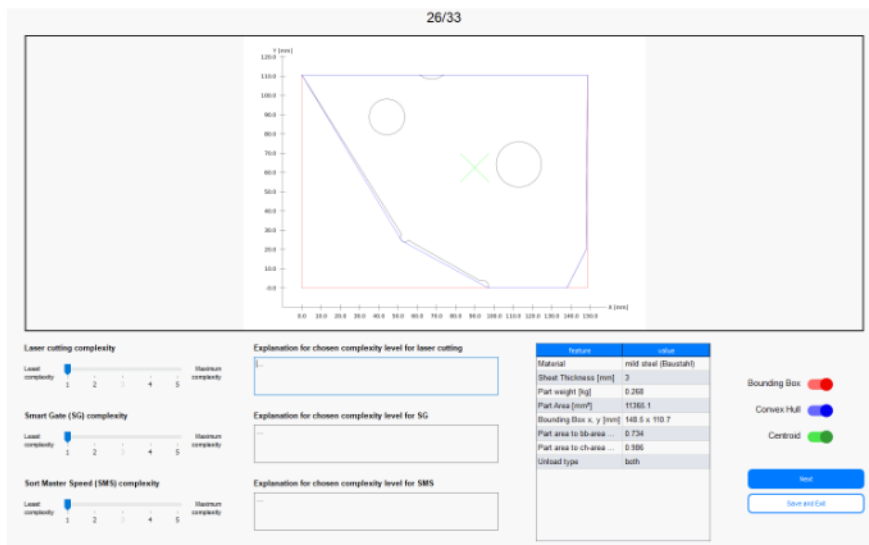 26/33
Y [mm]
120.0
110.0
100.0
90.0
80.0
70.0
60.0
50.0
40.0
30.0
20.0
10.0
.0.0
X [mm]
0.0 10.0 20.0 30.0 40.0 50.0 60.0 70.0 80.0 90.0 100.0 110.0 120.0 130.0 140.0 150.0
Laser cutting complexity
Least complexity
Maximum complexity
1 2 3 4 5
Explanation for chosen complexity level for laser cutting
...
Smart Gate (SG) complexity
Least complexity
Maximum complexity
1 2 3 4 5
Explanation for chosen complexity level for SG
...
Sort Master Speed (SMS) complexity
Least complexity
Maximum complexity
1 2 3 4 5
Explanation for chosen complexity level for SMS
...
feature value
Material mild steel (Baustahl)
Sheet Thickness [mm] 3
Part weight [kg] 0.268
Part Area [mm²] 11365.1
Bounding Box x, y [mm] 148.5 x 110.7
Part area to bb-area ... 0.734
Part area to ch-area ... 0.986
Unload type both
Bounding Box
Convex Hull
Centroid
Next
Save and Exit